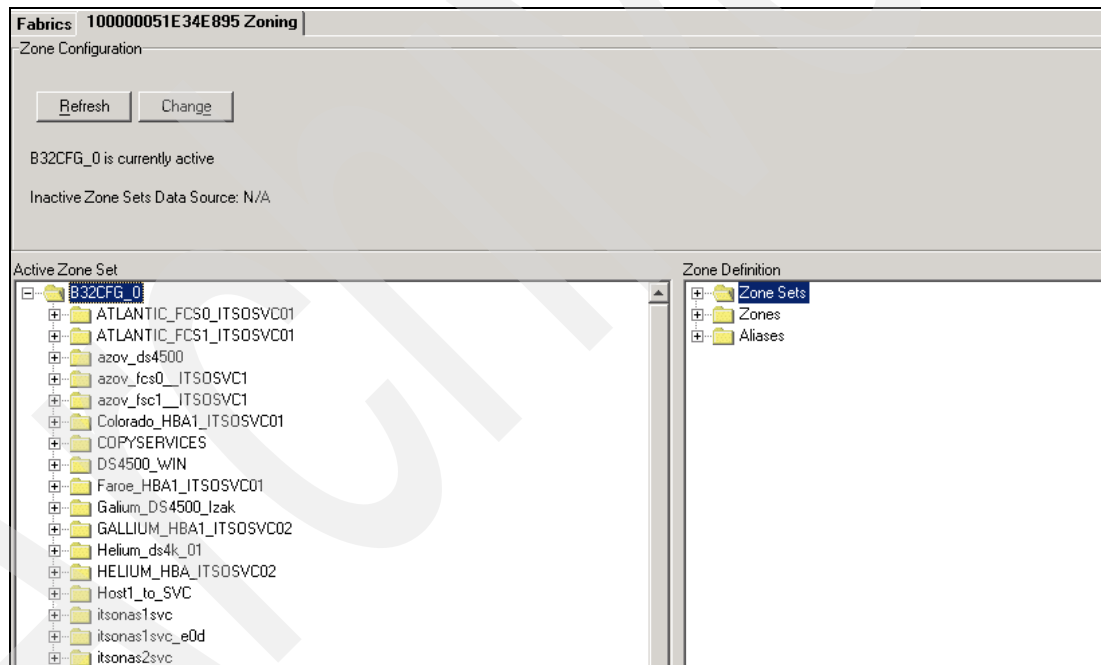 Fabrics 100000051E34E895 Zoning
Zone Configuration
Refresh Change
B32CFG_0 is currently active
Inactive Zone Sets Data Source: N/A
Active Zone Set
Zone Definition
B32CFG_0
ATLANTIC_FCS0_ITSOSVC01
ATLANTIC_FCS1_ITSOSVC01
azov_ds4500
azov_fcs0__ITSOSVC1
azov_fsc1__ITSOSVC1
Colorado_HBA1_ITSOSVC01
COPYSERVICES
DS4500_WIN
Faroe_HBA1_ITSOSVC01
Galium_DS4500_Izak
GALLIUM_HBA1_ITSOSVC02
Helium_ds4k_01
HELIUM_HBA_ITSOSVC02
Host1_to_SVC
itsonas1svc
itsonas1svc_e0d
itsonas2svc
Zone Sets
Zones
Aliases